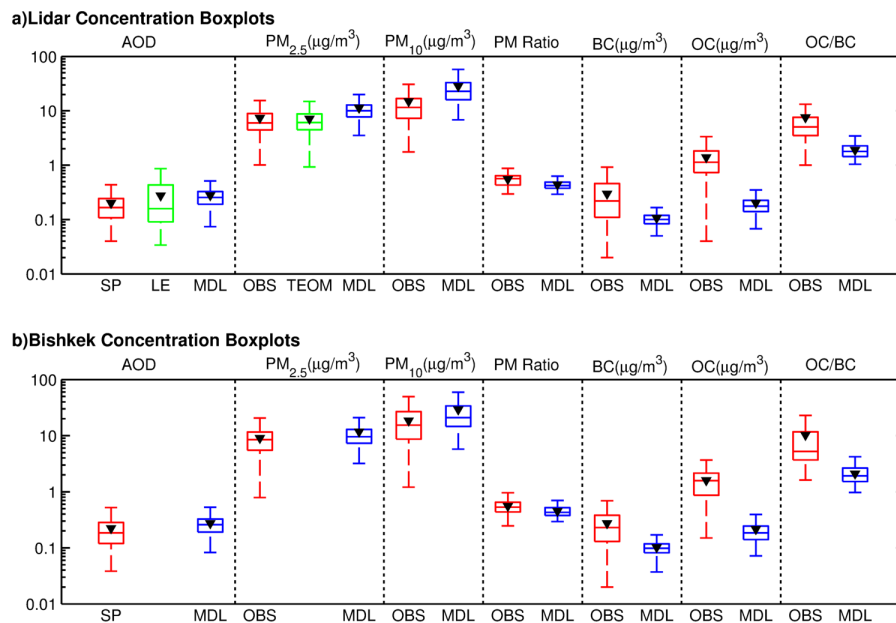 a)Lidar Concentration Boxplots
AOD PM2.5(μg/m³) PM10(μg/m³) PM Ratio BC(μg/m³) OC(μg/m³) OC/BC
100
10
1
0.1
0.01
SP LE MDL OBS TEOM MDL OBS MDL OBS MDL OBS MDL OBS MDL OBS MDL
b)Bishkek Concentration Boxplots
AOD PM2.5(μg/m³) PM10(μg/m³) PM Ratio BC(μg/m³) OC(μg/m³) OC/BC
100
10
1
0.1
0.01
SP MDL OBS MDL OBS MDL OBS MDL OBS MDL OBS MDL OBS MDL